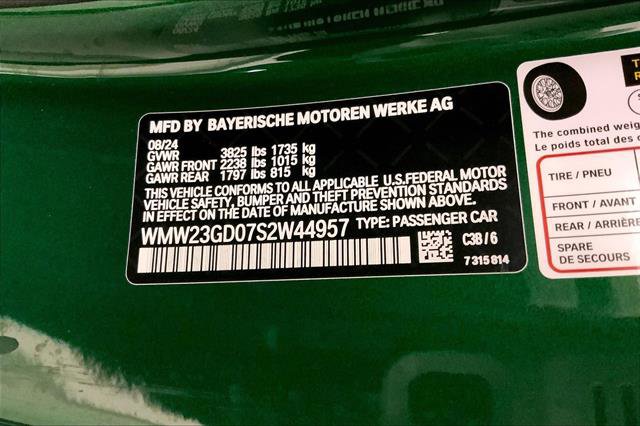 MFD BY BAYERISCHE MOTOREN WERKE AG
08/24
GVWR 3825 lbs 1735 kg
GAWR FRONT 2238 lbs 1015 kg
GAWR REAR 1797 lbs 815 kg
THIS VEHICLE CONFORMS TO ALL APPLICABLE U.S.FEDERAL MOTOR
VEHICLE SAFETY, BUMPER AND THEFT PREVENTION STANDARDS
IN EFFECT ON THE DATE OF MANUFACTURE SHOWN ABOVE.
WMW23GD07S2W44957 TYPE: PASSENGER CAR
C3B / 6
7 315 814
The combined weig
Le poids total des oc
TIRE / PNEU
FRONT / AVANT
REAR / ARRIÈRE
SPARE
DE SECOURS